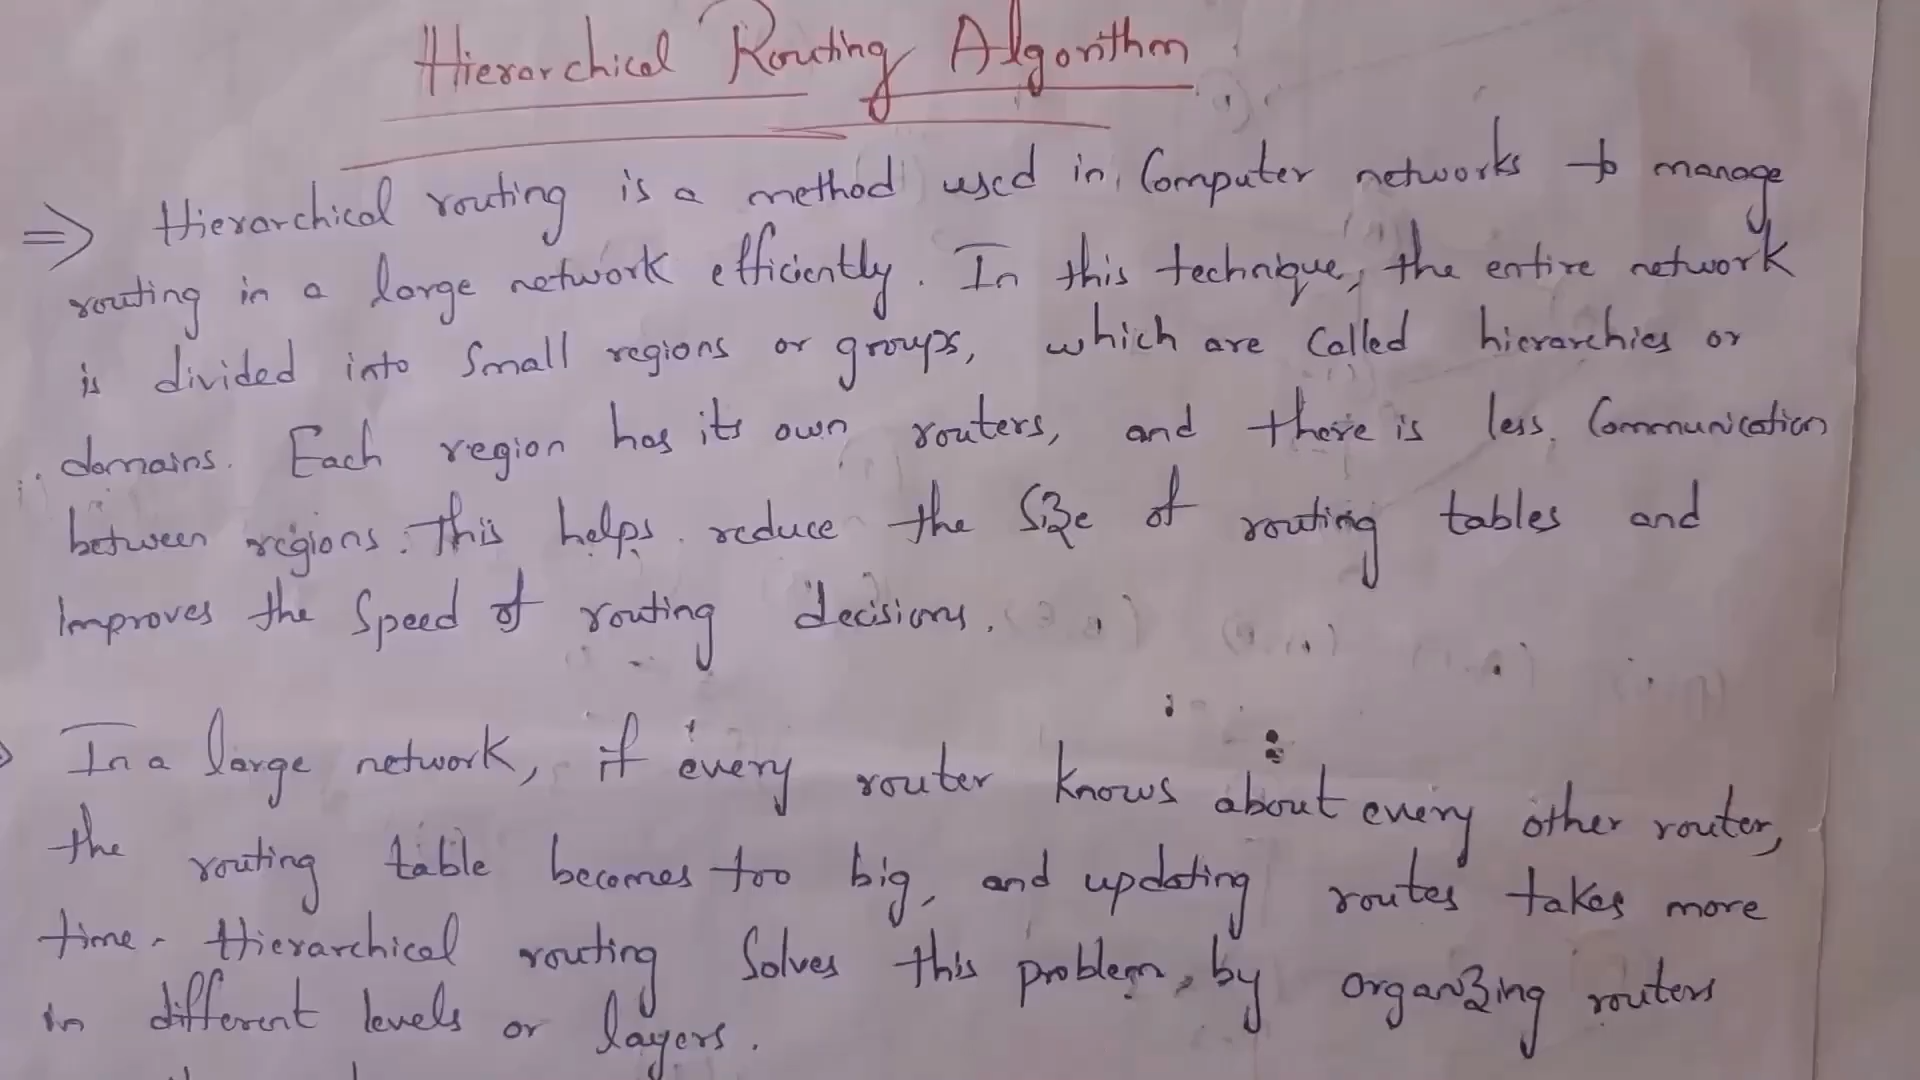 Hierarchical Routing Algorithm
⇒ Hierarchical routing is a method used in Computer networks to manage
routing in a large network efficiently. In this technique, the entire network
is divided into Small regions or groups, which are Called hierarchies or
domains. Each region has its own routers, and there is less Communication
between regions. this helps reduce the Size of routing tables and
improves the Speed of routing decisions.
In a large network, if every router knows about every other router,
the routing table becomes too big, and updating routes takes more
time. Hierarchical routing Solves this problem, by organzing routers
in different levels or layers.